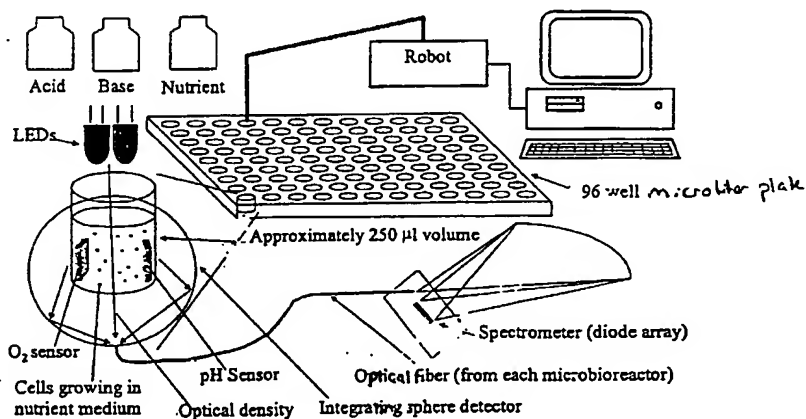 Acid
Base
Nutrient
Robot
LEDs
96 well microliter plate
Approximately 250 µl volume
Spectrometer (diode array)
O₂ sensor
pH Sensor
Optical fiber (from each microbioreactor)
Cells growing in
nutrient medium
Optical density
Integrating sphere detector